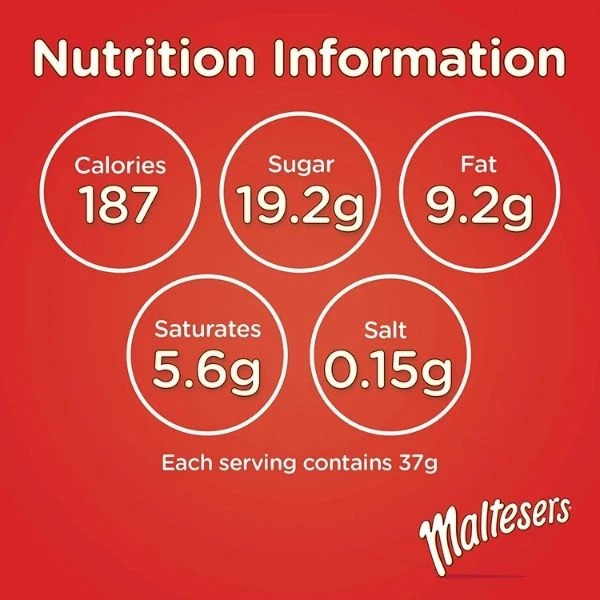 Nutrition Information
Calories
187
Sugar
19.2g
Fat
9.2g
Saturates
5.6g
Salt
0.15g
Each serving contains 37g
Maltesers